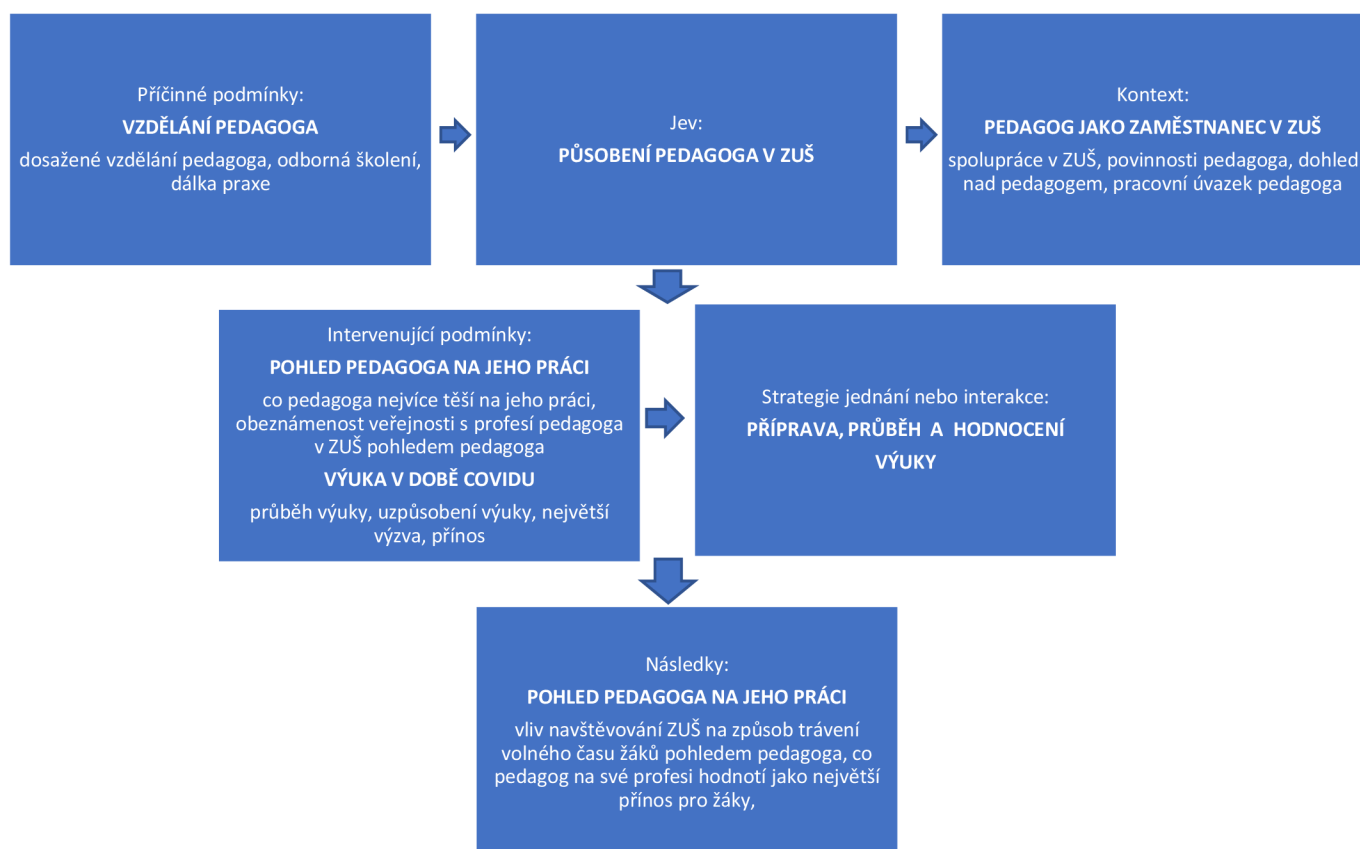 Příčinné podmínky:
VZDĚLÁNÍ PEDAGOGA
dosažené vzdělání pedagoga, odborná školení,
dálka praxe
Jev:
PŮSOBENÍ PEDAGOGA V ZUŠ
Kontext:
PEDAGOG JAKO ZAMĚSTNANEC V ZUŠ
spolupráce v ZUŠ, povinnosti pedagoga, dohled
nad pedagogem, pracovní úvazek pedagoga
Intervenující podmínky:
POHLED PEDAGOGA NA JEHO PRÁCI
co pedagoga nejvíce těší na jeho práci,
obeznámenost veřejnosti s profesí pedagoga
v ZUŠ pohledem pedagoga
VÝUKA V DOBĚ COVIDU
průběh výuky, uzpůsobení výuky, největší
výzva, přínos
Strategie jednání nebo interakce:
PŘÍPRAVA, PRŮBĚH A HODNOCENÍ
VÝUKY
Následky:
POHLED PEDAGOGA NA JEHO PRÁCI
vliv navštěvování ZUŠ na způsob trávení
volného času žáků pohledem pedagoga, co
pedagog na své profesi hodnotí jako největší
přínos pro žáky,